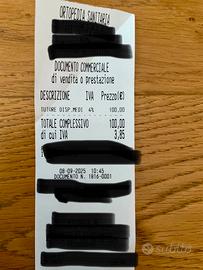 ORTOPEDIA SANITARIA
DOCUMENTO COMMERCIALE
di vendita o prestazione
DESCRIZIONE IVA Prezzo(€)
TUTORE DISP.MEDI 4% 100,00
TOTALE COMPLESSIVO 100,00
di cui IVA 3,85
08-09-2025 10:45
DOCUMENTO N. 1816-0001
subito